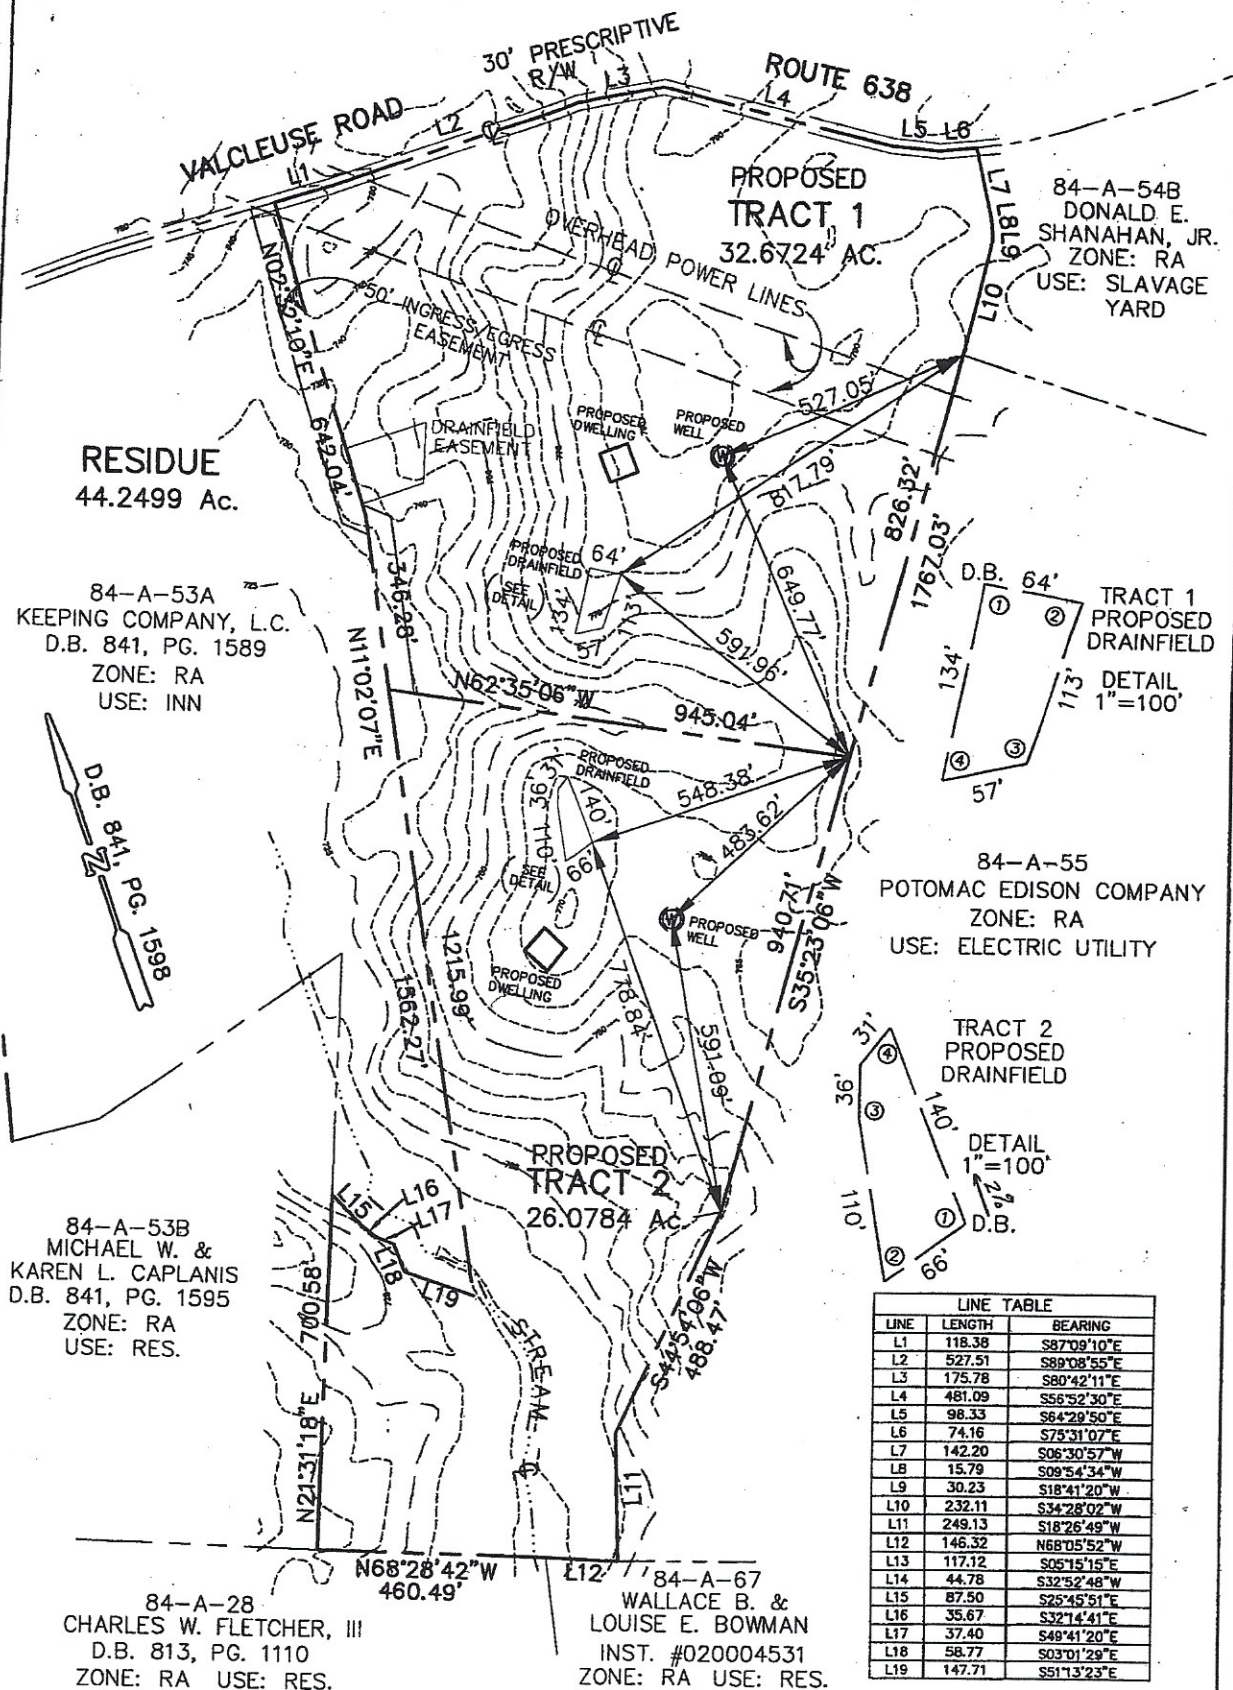 30' PRESCRIPTIVE
R/W
L3
ROUTE 638
L4
VALCLEUSE ROAD
L2
L1
L5 L6
PROPOSED
TRACT 1
32.6724 AC.
L7
L8
L9
L10
84-A-54B
DONALD E.
SHANAHAN, JR.
ZONE: RA
USE: SLAVAGE
YARD
OVERHEAD POWER LINES
50' INGRESS/EGRESS
EASEMENT
642.04'
527.05'
DRAINFIELD
EASEMENT
PROPOSED
DWELLING
PROPOSED
WELL
W
RESIDUE
44.2499 Ac.
817.79'
826.32'
1767.03'
PROPOSED
DRAINFIELD
64'
(SEE
DETAIL)
134'
113'
57'
649.77'
591.96'
346.28'
84-A-53A
KEEPING COMPANY, L.C.
D.B. 841, PG. 1589
ZONE: RA
USE: INN
D.B. 64'
1
2
TRACT 1
PROPOSED
DRAINFIELD
134'
113'
DETAIL
1"=100'
4
3
57'
N11°02'07"E
N62°35'06"W
945.04'
D.B. 841, PG. 1598
N
PROPOSED
DRAINFIELD
36'
31'
140'
110'
66'
(SEE
DETAIL)
548.38'
483.62'
W
PROPOSED
WELL
940.71'
S35°23'06"W
84-A-55
POTOMAC EDISON COMPANY
ZONE: RA
USE: ELECTRIC UTILITY
PROPOSED
DWELLING
1215.99'
1562.27'
778.84'
591.09'
31'
4
TRACT 2
PROPOSED
DRAINFIELD
36'
3
140'
DETAIL
1"=100'
2%
110'
1
D.B.
2
66'
PROPOSED
TRACT 2
26.0784 Ac.
L15
L16
L17
L18
L19
84-A-53B
MICHAEL W. &
KAREN L. CAPLANIS
D.B. 841, PG. 1595
ZONE: RA
USE: RES.
N21°31'18"E 700.58'
STREAM
S44°54'06"W
488.47'
L11
N68°28'42"W
460.49'
L12
84-A-28
CHARLES W. FLETCHER, III
D.B. 813, PG. 1110
ZONE: RA USE: RES.
84-A-67
WALLACE B. &
LOUISE E. BOWMAN
INST. #020004531
ZONE: RA USE: RES.
LINE TABLE
LINE LENGTH BEARING
L1 118.38 S87°09'10"E
L2 527.51 S89°08'55"E
L3 175.78 S80°42'11"E
L4 481.09 S56°52'30"E
L5 98.33 S64°29'50"E
L6 74.16 S75°31'07"E
L7 142.20 S06°30'57"W
L8 15.79 S09°54'34"W
L9 30.23 S18°41'20"W
L10 232.11 S34°28'02"W
L11 249.13 S18°26'49"W
L12 146.32 N68°05'52"W
L13 117.12 S05°15'15"E
L14 44.78 S32°52'48"W
L15 87.50 S25°45'51"E
L16 35.67 S32°14'41"E
L17 37.40 S49°41'20"E
L18 58.77 S03°01'29"E
L19 147.71 S51°13'23"E